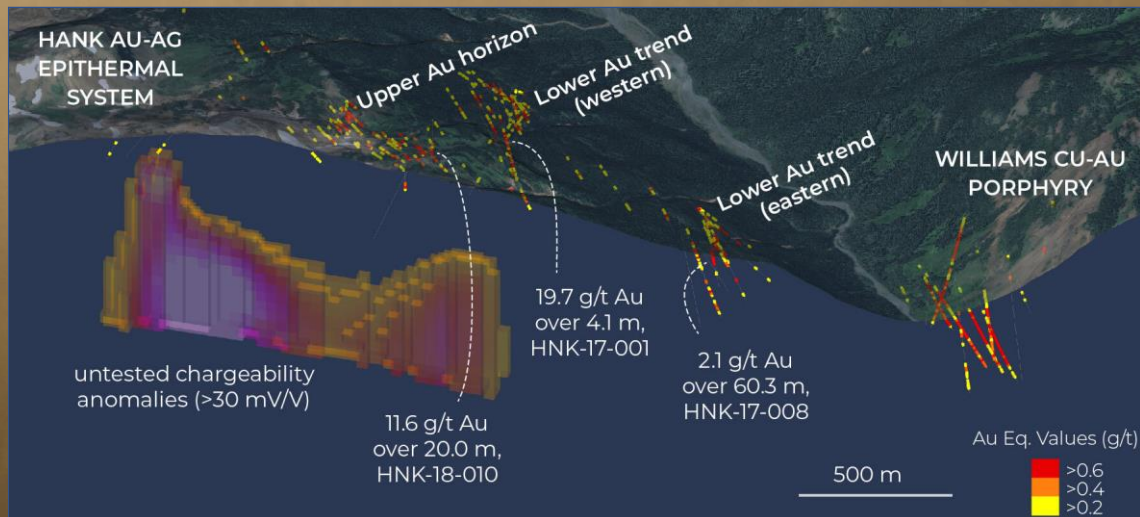 HANK AU-AG
EPITHERMAL
SYSTEM
Upper Au horizon
Lower Au trend
(western)
Lower Au trend
(eastern)
WILLIAMS CU-AU
PORPHYRY
untested chargeability
anomalies (>30 mV/V)
11.6 g/t Au
over 20.0 m,
HNK-18-010
19.7 g/t Au
over 4.1 m,
HNK-17-001
2.1 g/t Au
over 60.3 m,
HNK-17-008
500 m
Au Eq. Values (g/t)
>0.6
>0.4
>0.2